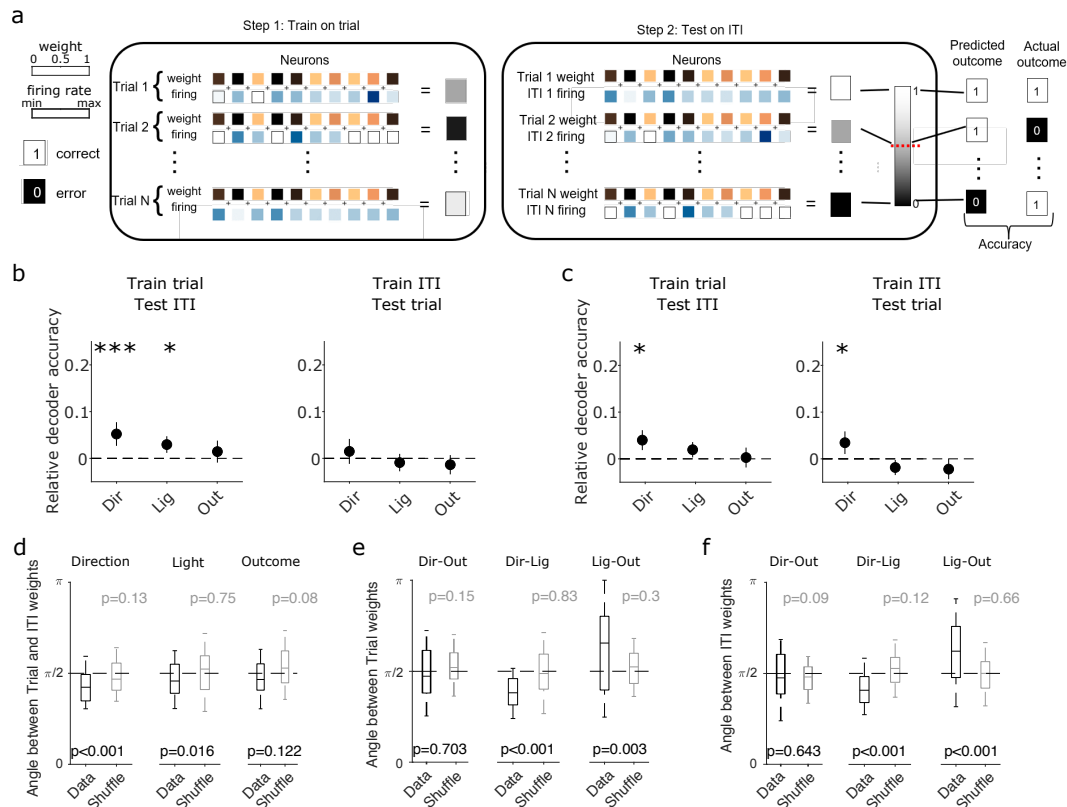 a
Step 1: Train on trial
Step 2: Test on ITI
weight
0 0.5 1
firing rate
min max
1 correct
0 error
Neurons
Trial 1 { weight
firing
=
Trial 2 { weight
firing
=
Trial N { weight
firing
=
Neurons
Trial 1 weight
ITI 1 firing
=
Trial 2 weight
ITI 2 firing
=
Trial N weight
ITI N firing
=
1
0
Predicted outcome
Actual outcome
1 1
1 0
0 1
Accuracy
b
Train trial
Test ITI
Train ITI
Test trial
Relative decoder accuracy
*** *
0.2
0.1
0
Dir Lig Out
0.2
0.1
0
Dir Lig Out
c
Train trial
Test ITI
Train ITI
Test trial
Relative decoder accuracy
*
0.2
0.1
0
Dir Lig Out
*
0.2
0.1
0
Dir Lig Out
d
Direction Light Outcome
Angle between Trial and ITI weights
π
π/2
0
p=0.13 p=0.75 p=0.08
p<0.001 p=0.016 p=0.122
Data Shuffle Data Shuffle Data Shuffle
e
Dir-Out Dir-Lig Lig-Out
Angle between Trial weights
π
π/2
0
p=0.15 p=0.83 p=0.3
p=0.703 p<0.001 p=0.003
Data Shuffle Data Shuffle Data Shuffle
f
Dir-Out Dir-Lig Lig-Out
Angle between ITI weights
π
π/2
0
p=0.09 p=0.12 p=0.66
p=0.643 p<0.001 p<0.001
Data Shuffle Data Shuffle Data Shuffle